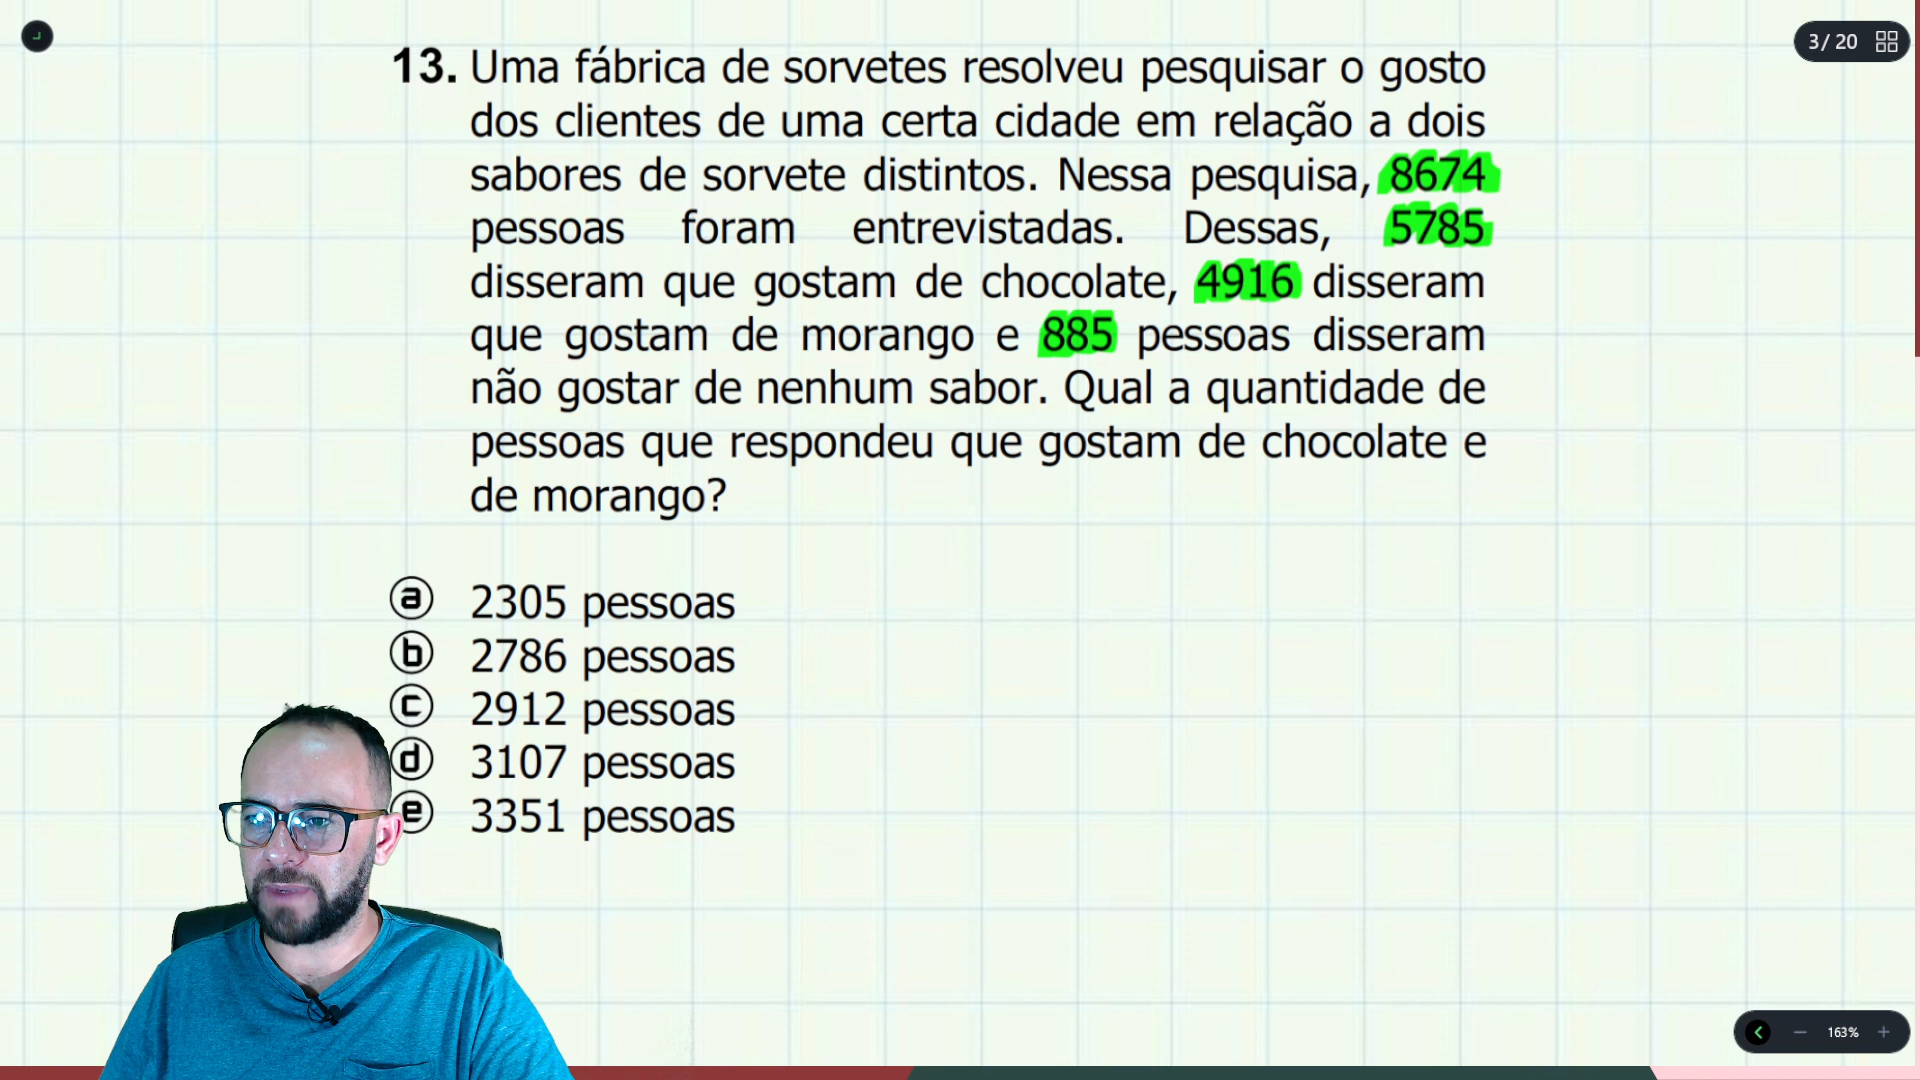 3/ 20
13. Uma fábrica de sorvetes resolveu pesquisar o gosto
dos clientes de uma certa cidade em relação a dois
sabores de sorvete distintos. Nessa pesquisa, 8674
pessoas foram entrevistadas. Dessas, 5785
disseram que gostam de chocolate, 4916 disseram
que gostam de morango e 885 pessoas disseram
não gostar de nenhum sabor. Qual a quantidade de
pessoas que respondeu que gostam de chocolate e
de morango?
a 2305 pessoas
b 2786 pessoas
c 2912 pessoas
d 3107 pessoas
e 3351 pessoas
163%